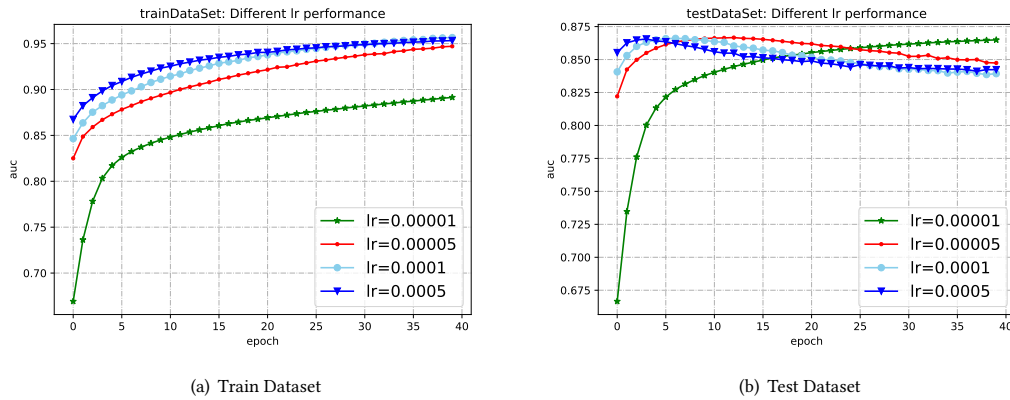 trainDataSet: Different lr performance
auc
0.95
0.90
0.85
0.80
0.75
0.70
0 5 10 15 20 25 30 35 40
epoch
lr=0.00001
lr=0.00005
lr=0.0001
lr=0.0005
(a) Train Dataset
testDataSet: Different lr performance
auc
0.875
0.850
0.825
0.800
0.775
0.750
0.725
0.700
0.675
0 5 10 15 20 25 30 35 40
epoch
lr=0.00001
lr=0.00005
lr=0.0001
lr=0.0005
(b) Test Dataset